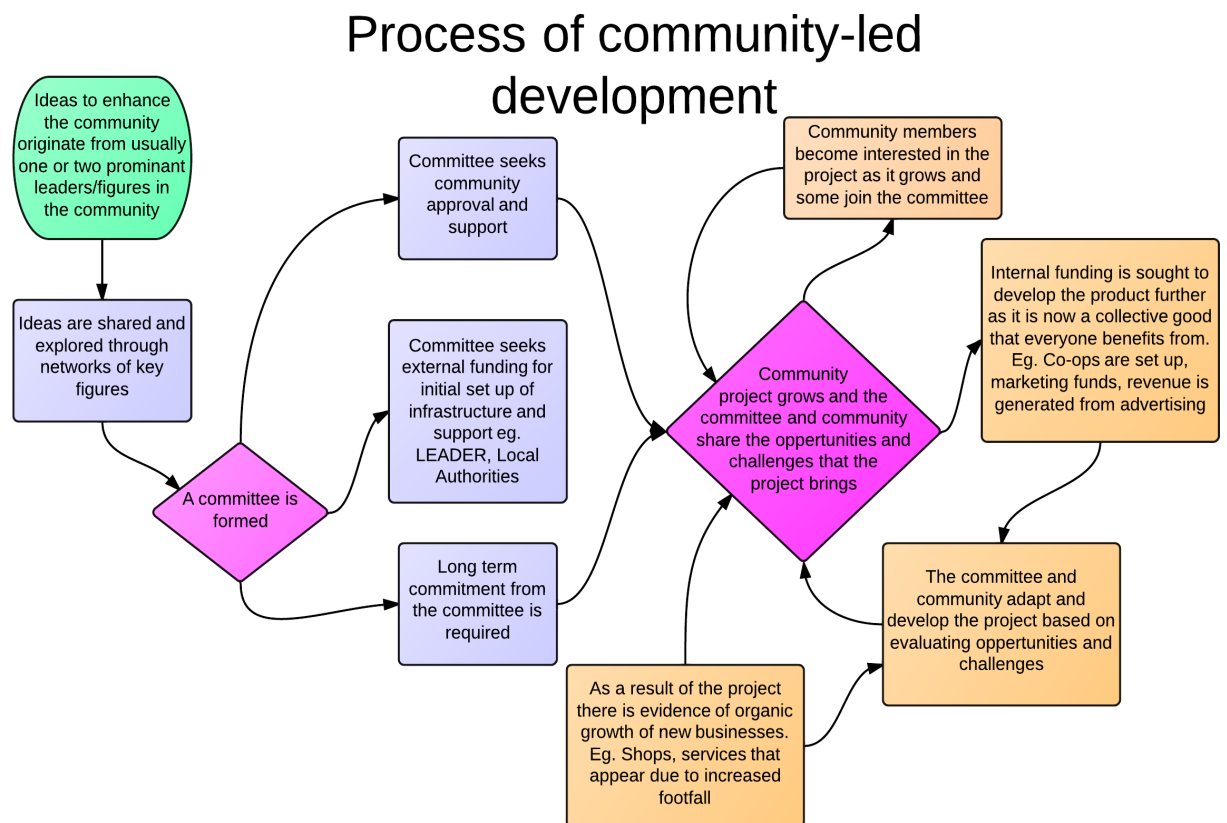 Process of community-led
development
Ideas to enhance
the community
originate from usually
one or two prominant
leaders/figures in
the community
Ideas are shared and
explored through
networks of key
figures
A committee is
formed
Committee seeks
community
approval and
support
Committee seeks
external funding for
initial set up of
infrastructure and
support eg.
LEADER, Local
Authorities
Long term
commitment from
the committee is
required
Community
project grows and the
committee and community
share the oppertunities and
challenges that the
project brings
Community members
become interested in the
project as it grows and
some join the committee
Internal funding is sought to
develop the product further
as it is now a collective good
that everyone benefits from.
Eg. Co-ops are set up,
marketing funds, revenue is
generated from advertising
The committee and
community adapt and
develop the project based on
evaluating oppertunities and
challenges
As a result of the project
there is evidence of organic
growth of new businesses.
Eg. Shops, services that
appear due to increased
footfall